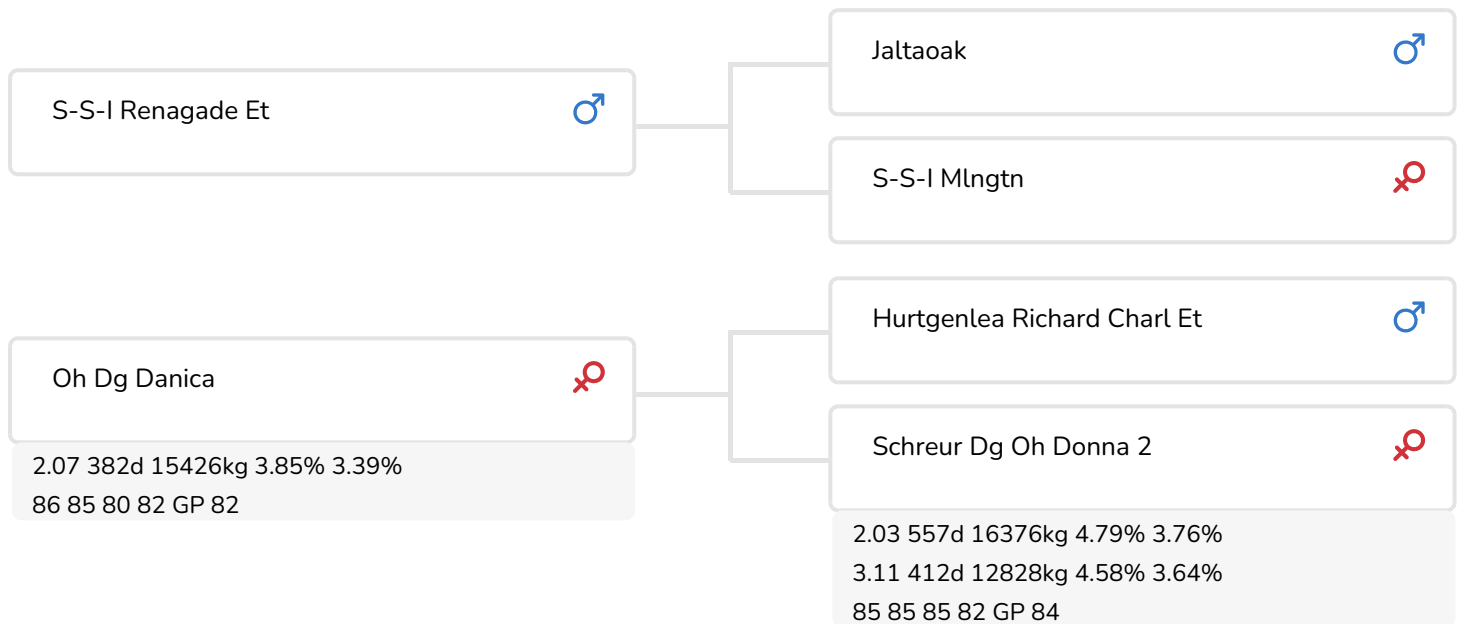 Jaltaoak
S-S-I Renagade Et
S-S-I Mlngtn
Hurtgenlea Richard Charl Et
Oh Dg Danica
2.07 382d 15426kg 3.85% 3.39%
86 85 80 82 GP 82
Schreur Dg Oh Donna 2
2.03 557d 16376kg 4.79% 3.76%
3.11 412d 12828kg 4.58% 3.64%
85 85 85 82 GP 84